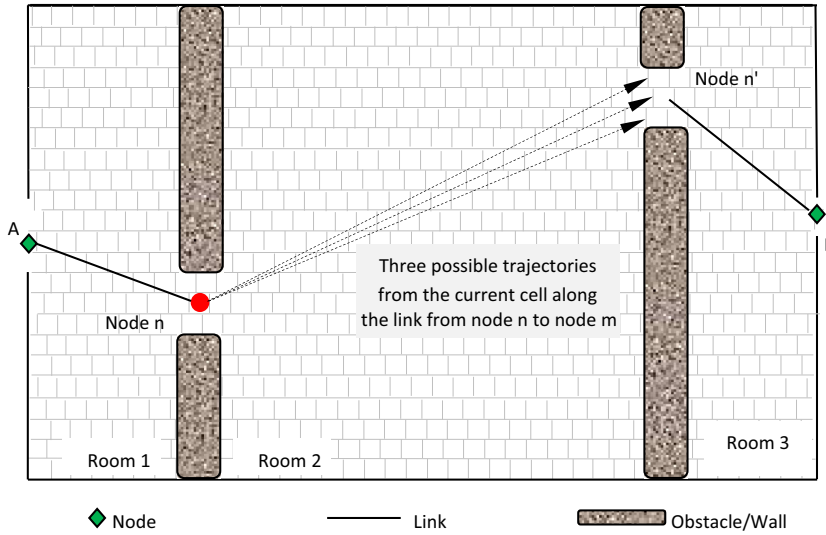 Node n'
A
Three possible trajectories
from the current cell along
the link from node n to node m
Node n
Room 1
Room 2
Room 3
Node
Link
Obstacle/Wall